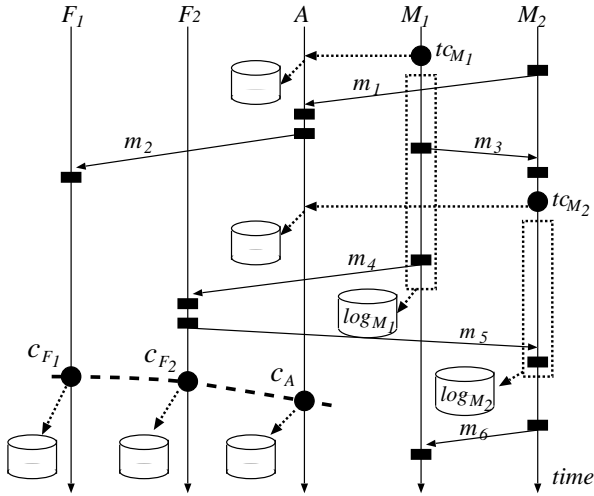 F1 F2 A M1 M2
tcM1
m1
m2 m3
tcM2
m4
logM1
m5
cF1 cF2
cA
logM2
m6
time